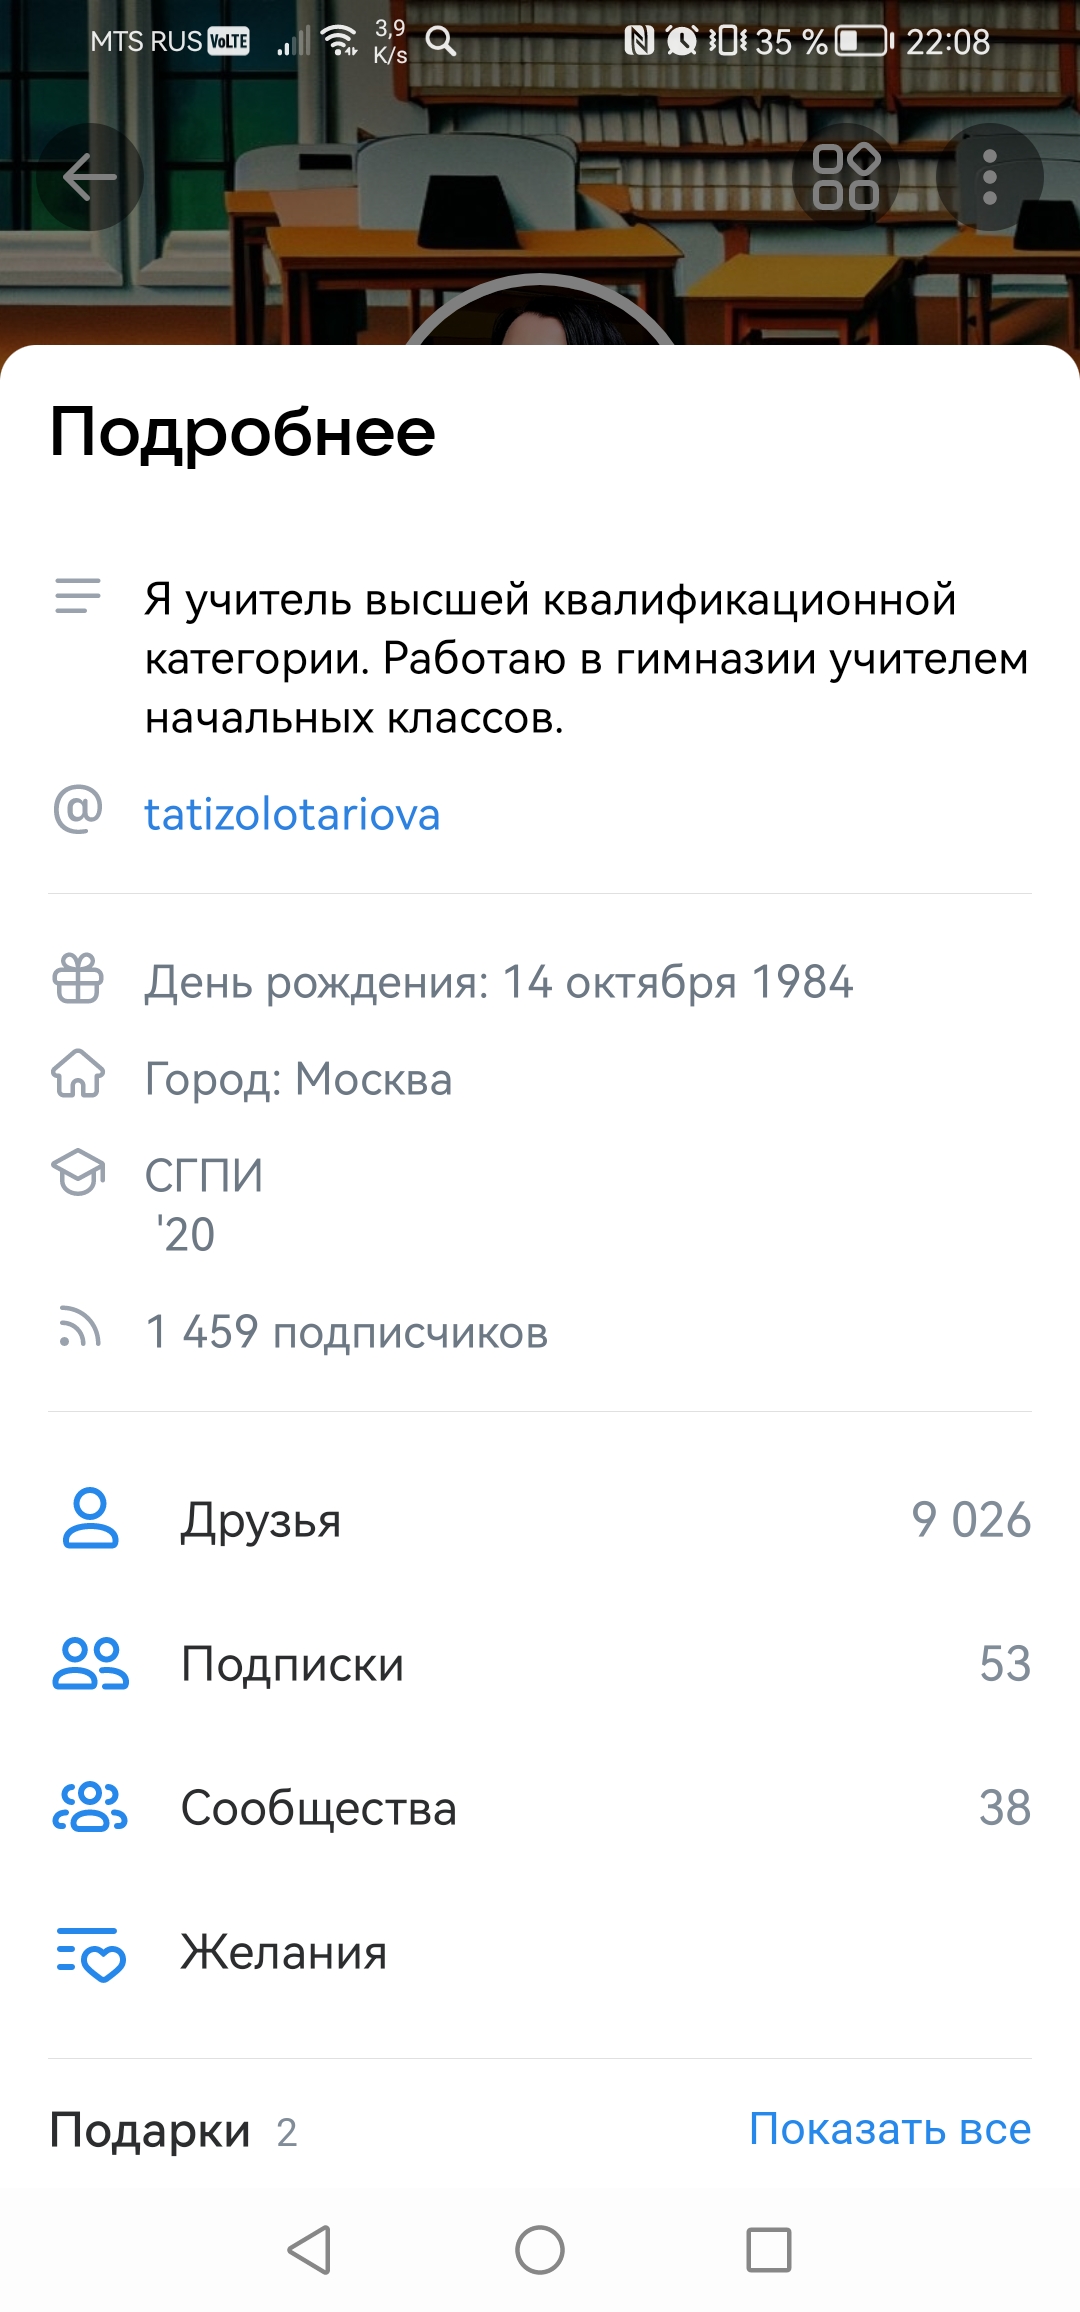 MTS RUS VoLTE 3,9 K/s 35 % 22:08
Подробнее
Я учитель высшей квалификационной
категории. Работаю в гимназии учителем
начальных классов.
@ tatizolotariova
День рождения: 14 октября 1984
Город: Москва
СГПИ
'20
1 459 подписчиков
Друзья 9 026
Подписки 53
Сообщества 38
Желания
Подарки 2 Показать все